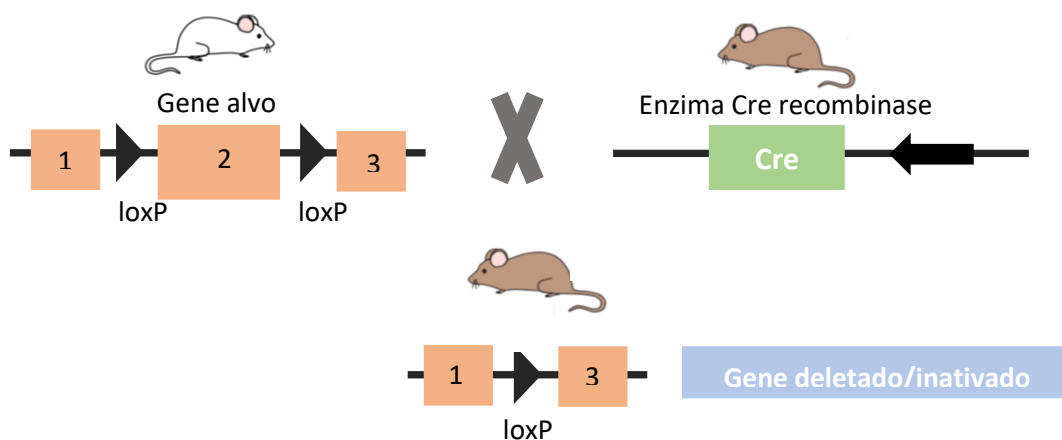 Gene alvo
Enzima Cre recombinase
1
2
3
Cre
loxP
loxP
1
3
Gene deletado/inativado
loxP